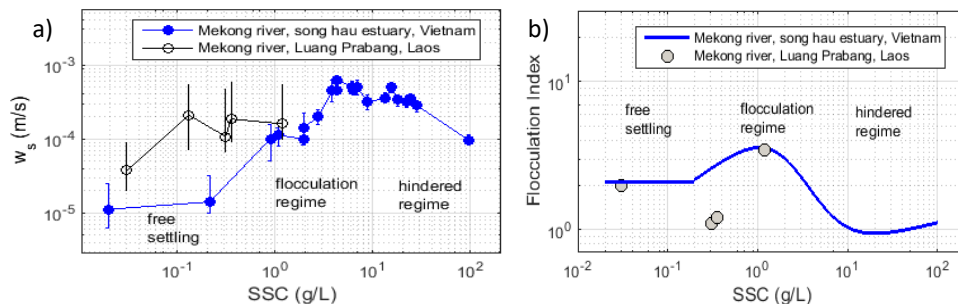 a)
Mekong river, song hau estuary, Vietnam
Mekong river, Luang Prabang, Laos
10⁻³
10⁻⁴
10⁻⁵
w_s (m/s)
free
settling
flocculation
regime
hindered
regime
10⁻¹
10⁰
10¹
10²
SSC (g/L)
b)
Mekong river, song hau estuary, Vietnam
Mekong river, Luang Prabang, Laos
10¹
10⁰
Flocculation Index
free
settling
flocculation
regime
hindered
regime
10⁻²
10⁻¹
10⁰
10¹
10²
SSC (g/L)